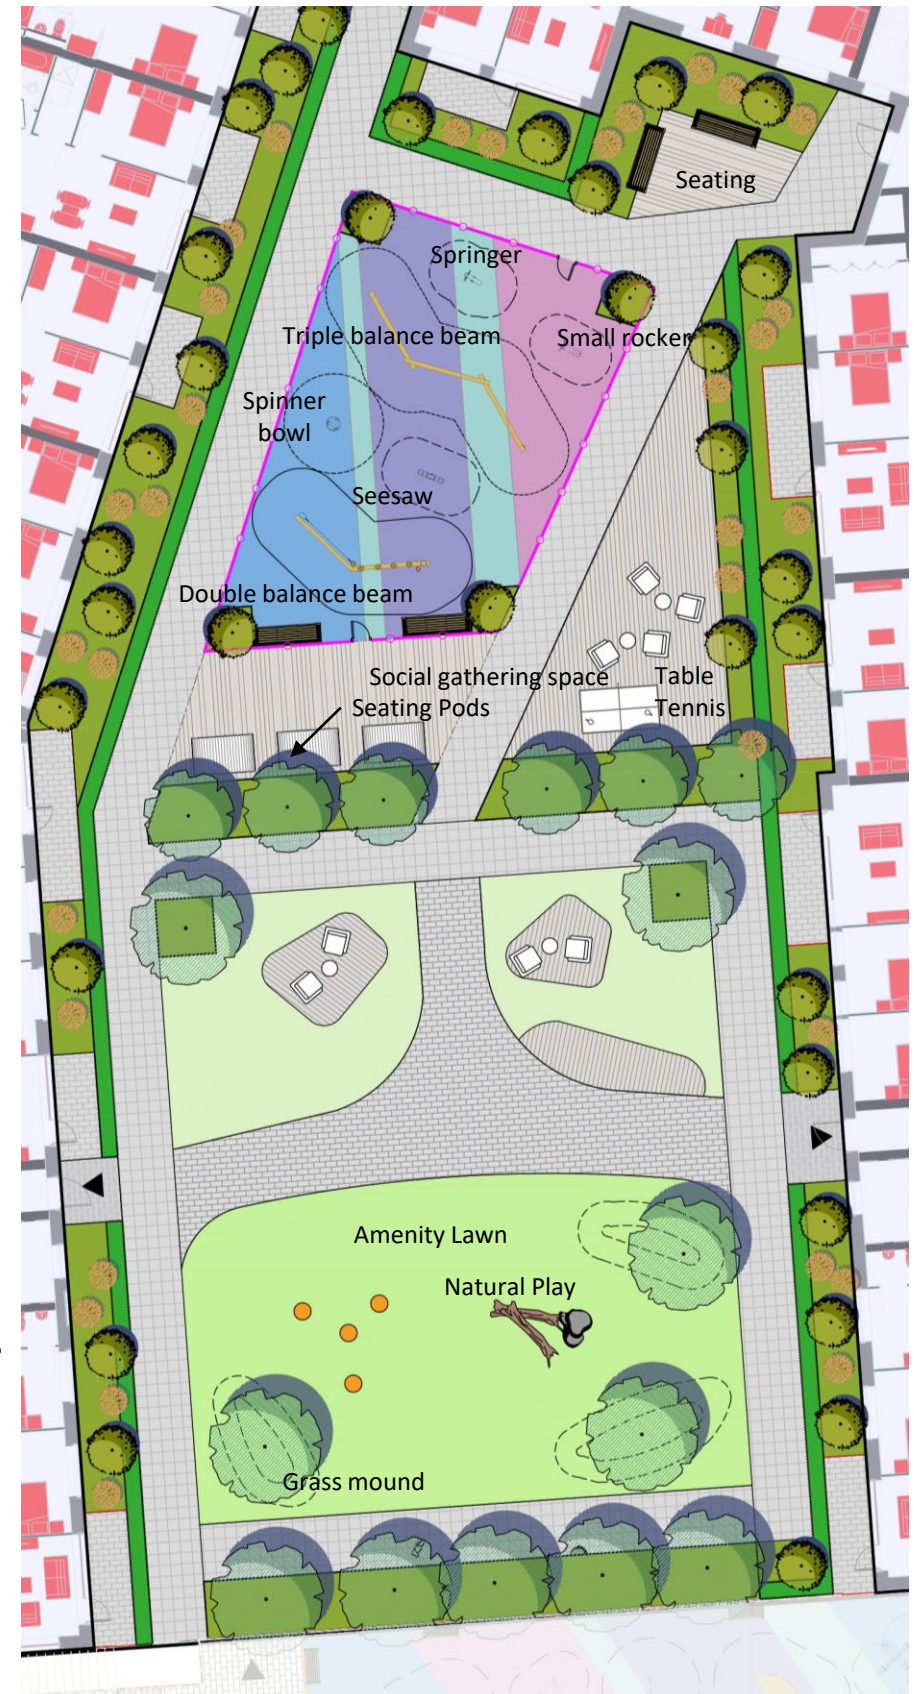 Seating
Springer
Triple balance beam
Small rocker
Spinner
bowl
Seesaw
Double balance beam
Social gathering space
Table
Tennis
Seating Pods
Amenity Lawn
Natural Play
Grass mound